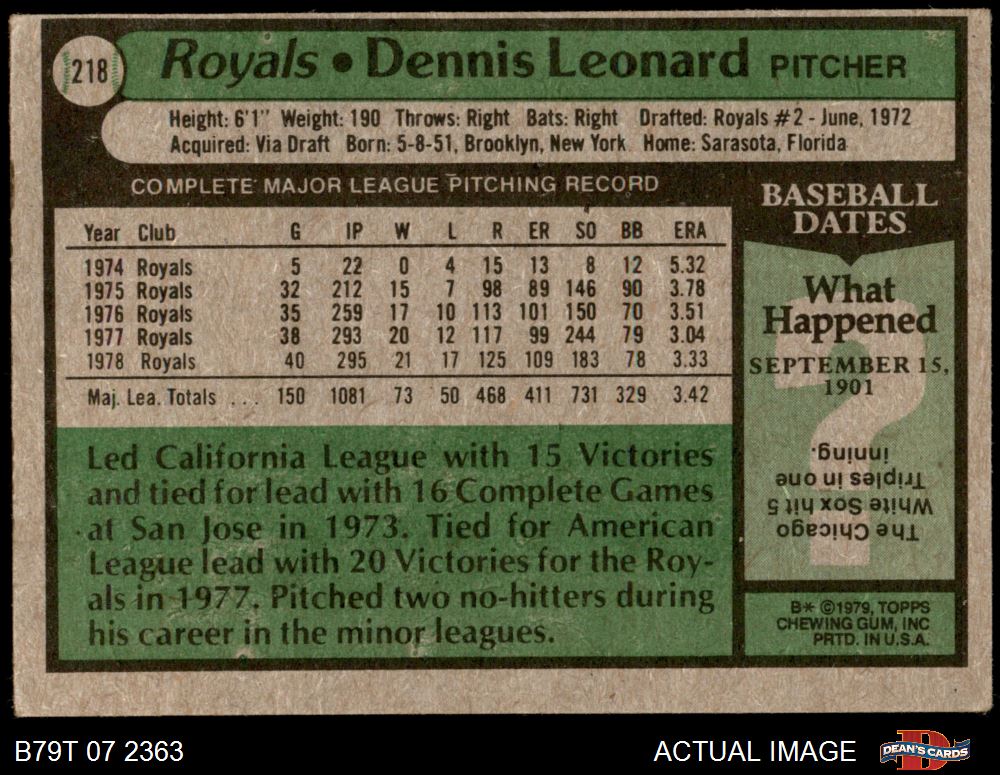 218
Royals • Dennis Leonard PITCHER
Height: 6'1" Weight: 190 Throws: Right Bats: Right Drafted: Royals #2 - June, 1972
Acquired: Via Draft Born: 5-8-51, Brooklyn, New York Home: Sarasota, Florida
COMPLETE MAJOR LEAGUE PITCHING RECORD
Year Club G IP W L R ER SO BB ERA
1974 Royals 5 22 0 4 15 13 8 12 5.32
1975 Royals 32 212 15 7 98 89 146 90 3.78
1976 Royals 35 259 17 10 113 101 150 70 3.51
1977 Royals 38 293 20 12 117 99 244 79 3.04
1978 Royals 40 295 21 17 125 109 183 78 3.33
Maj. Lea. Totals ... 150 1081 73 50 468 411 731 329 3.42
Led California League with 15 Victories
and tied for lead with 16 Complete Games
at San Jose in 1973. Tied for American
League lead with 20 Victories for the Roy-
als in 1977. Pitched two no-hitters during
his career in the minor leagues.
BASEBALL
DATES
What
Happened
SEPTEMBER 15,
1901
The Chicago
White Sox hit 5
Triples in one
inning.
B* ©1979, TOPPS
CHEWING GUM, INC
PRTD. IN U.S.A.
B79T 07 2363
ACTUAL IMAGE
D
DEAN'S CARDS